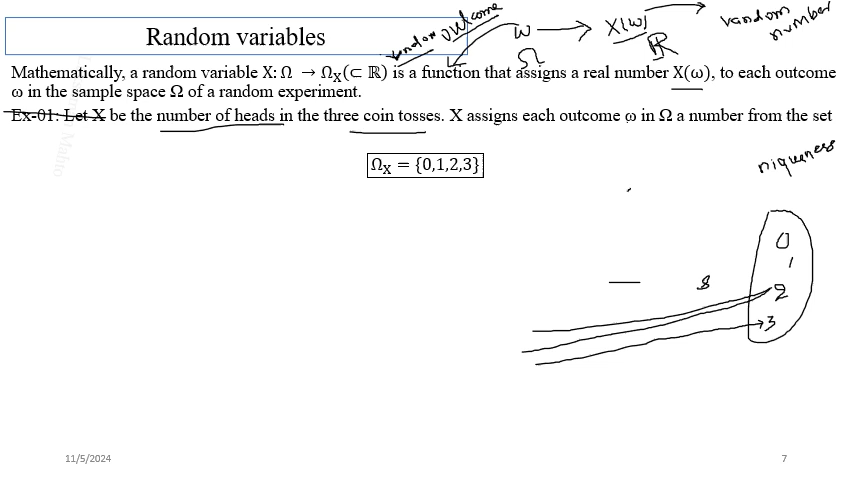 Random variables
random outcome
ω → X(ω) → random number
Ω ℝ
Mathematically, a random variable X: Ω → Ω_X(⊂ ℝ) is a function that assigns a real number X(ω), to each outcome
ω in the sample space Ω of a random experiment.
Ex-01: Let X be the number of heads in the three coin tosses. X assigns each outcome ω in Ω a number from the set
Ω_X = {0,1,2,3}
niqueness
0
1
8 2
3
11/5/2024 7